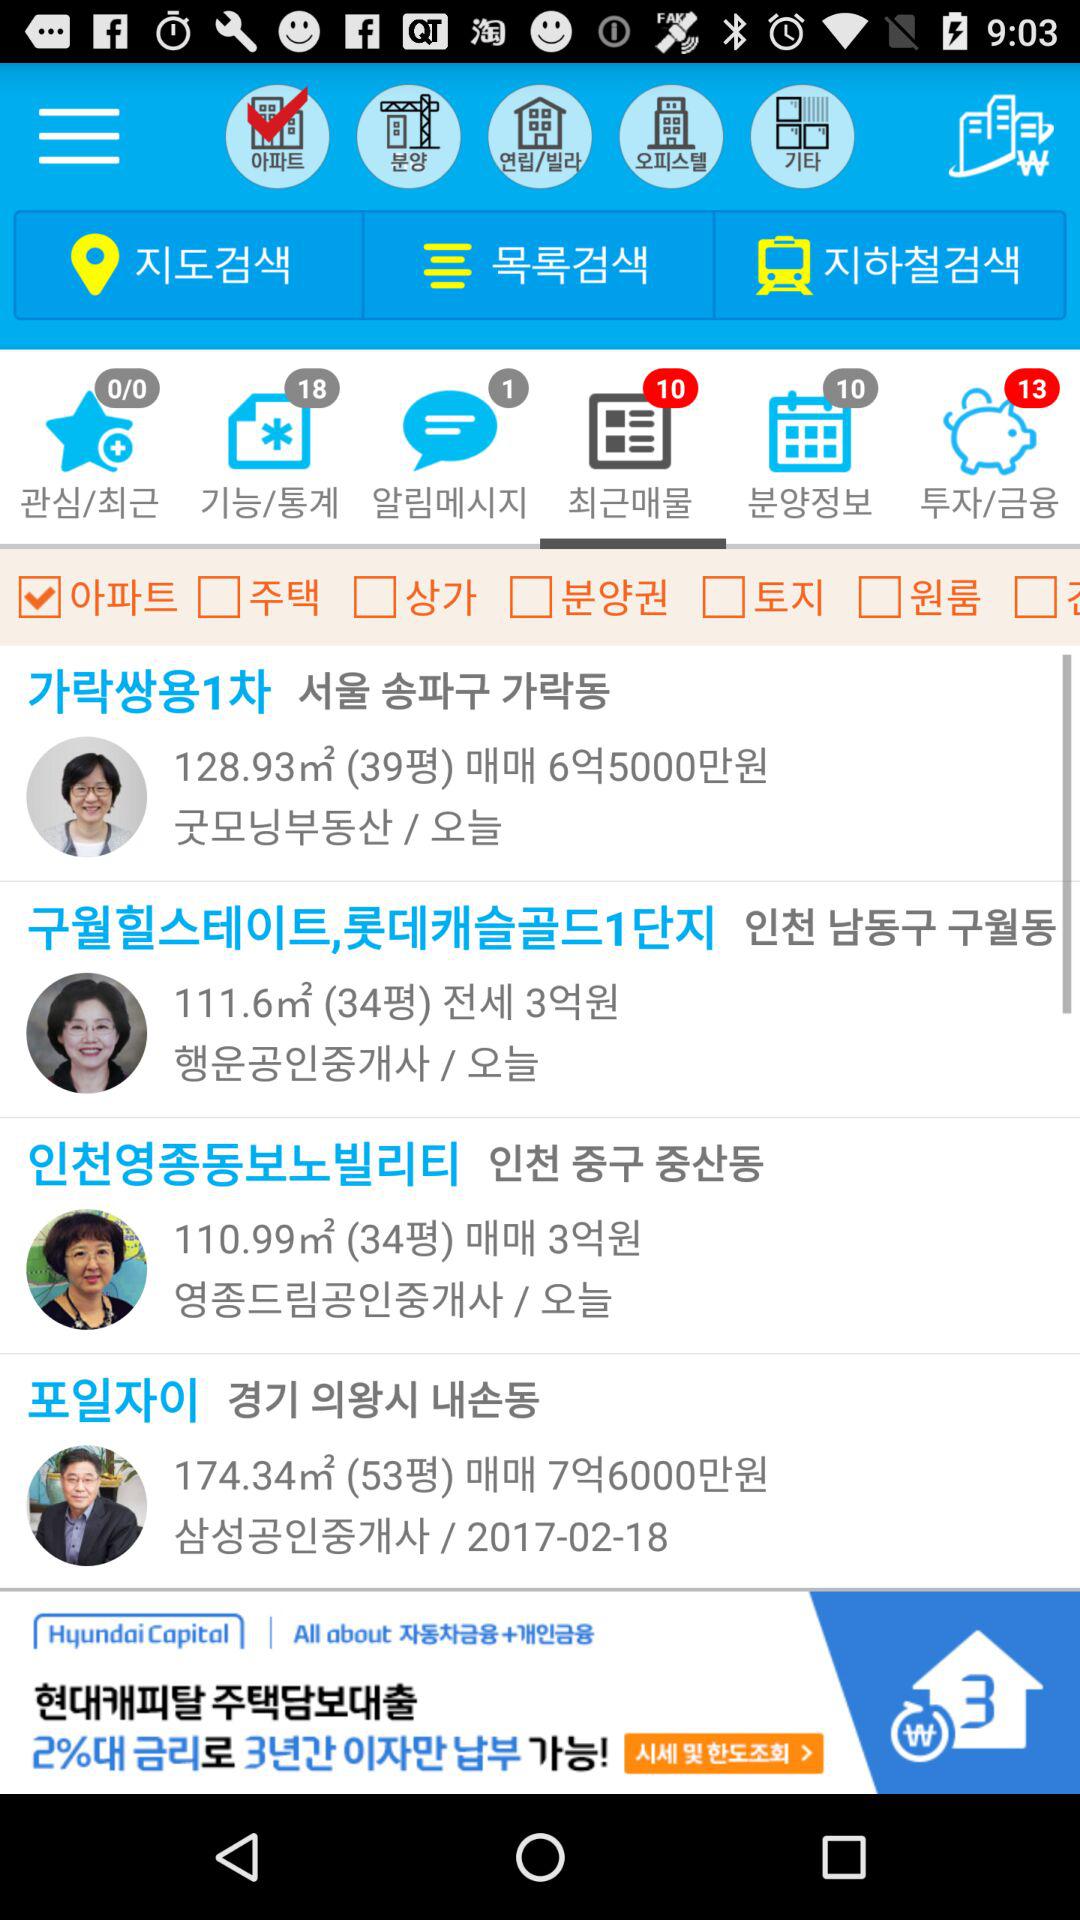 QT 淘 FAKE 9:03
아파트 분양 연립/빌라 오피스텔 기타 ₩
지도검색 목록검색 지하철검색
0/0 18 1 10 10 13
관심/최근 기능/통계 알림메시지 최근매물 분양정보 투자/금융
아파트 주택 상가 분양권 토지 원룸
가락쌍용1차 서울 송파구 가락동
128.93㎡ (39평) 매매 6억5000만원
굿모닝부동산 / 오늘
구월힐스테이트,롯데캐슬골드1단지 인천 남동구 구월동
111.6㎡ (34평) 전세 3억원
행운공인중개사 / 오늘
인천영종동보노빌리티 인천 중구 중산동
110.99㎡ (34평) 매매 3억원
영종드림공인중개사 / 오늘
포일자이 경기 의왕시 내손동
174.34㎡ (53평) 매매 7억6000만원
삼성공인중개사 / 2017-02-18
Hyundai Capital | All about 자동차금융+개인금융
현대캐피탈 주택담보대출
2%대 금리로 3년간 이자만 납부 가능! 시세 및 한도조회 >
₩ 3